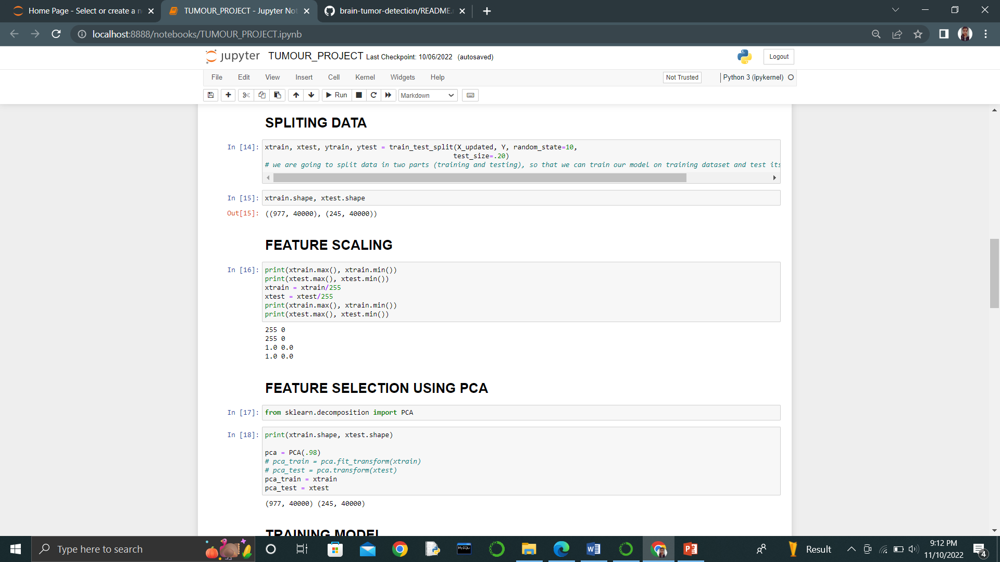 Home Page - Select or create a n
TUMOUR_PROJECT - Jupyter Not
brain-tumor-detection/README.
localhost:8888/notebooks/TUMOUR_PROJECT.ipynb
jupyter TUMOUR_PROJECT Last Checkpoint: 10/06/2022 (autosaved)
Logout
File Edit View Insert Cell Kernel Widgets Help
Not Trusted
Python 3 (ipykernel)
Run
Markdown
SPLITING DATA
In [14]: xtrain, xtest, ytrain, ytest = train_test_split(X_updated, Y, random_state=10,
test_size=.20)
# we are going to split data in two parts (training and testing), so that we can train our model on training dataset and test its
In [15]: xtrain.shape, xtest.shape
Out[15]: ((977, 40000), (245, 40000))
FEATURE SCALING
In [16]: print(xtrain.max(), xtrain.min())
print(xtest.max(), xtest.min())
xtrain = xtrain/255
xtest = xtest/255
print(xtrain.max(), xtrain.min())
print(xtest.max(), xtest.min())
255 0
255 0
1.0 0.0
1.0 0.0
FEATURE SELECTION USING PCA
In [17]: from sklearn.decomposition import PCA
In [18]: print(xtrain.shape, xtest.shape)
pca = PCA(.98)
# pca_train = pca.fit_transform(xtrain)
# pca_test = pca.transform(xtest)
pca_train = xtrain
pca_test = xtest
(977, 40000) (245, 40000)
TRAINING MODEL
Type here to search
MySQL
Result
9:12 PM
11/10/2022
4